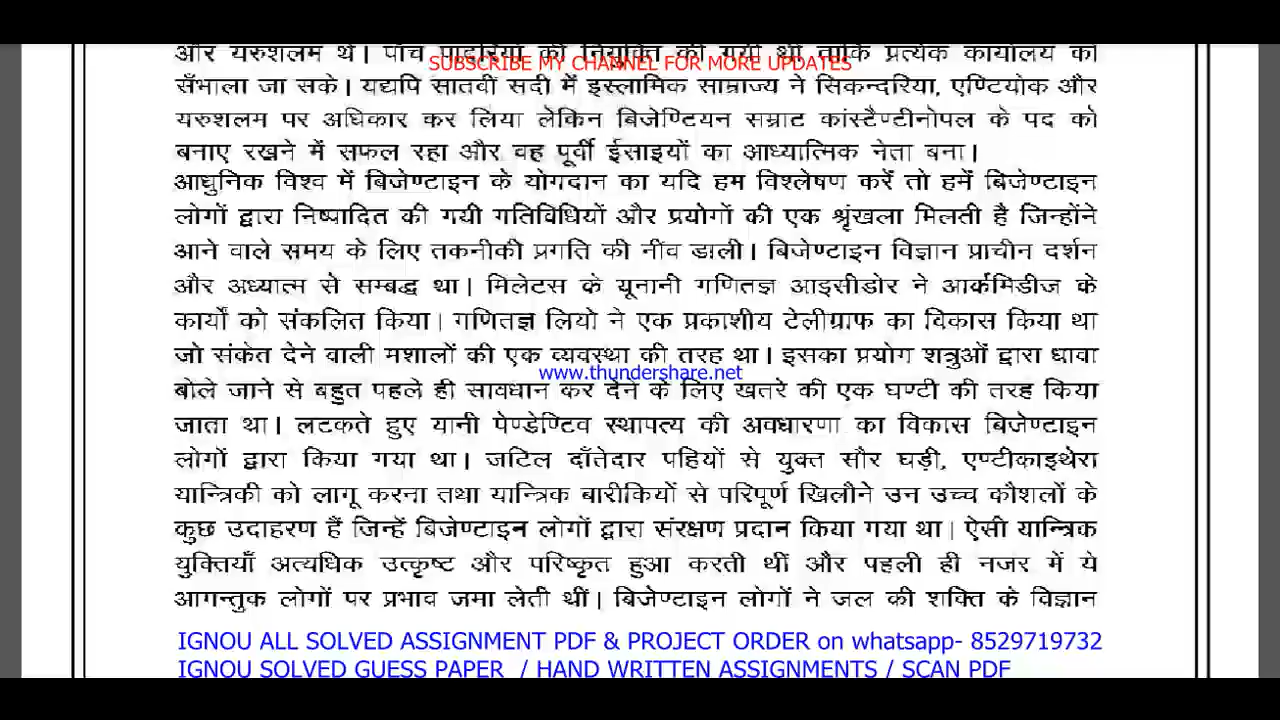 और यरुशलम थे। पाँच पादरियों की नियुक्ति की गयी थी ताकि प्रत्येक कार्यालय को
SUBSCRIBE MY CHANNEL FOR MORE UPDATES
सँभाला जा सके। यद्यपि सातवीं सदी में इस्लामिक साम्राज्य ने सिकन्दरिया, एण्टियोक और
यरुशलम पर अधिकार कर लिया लेकिन बिजेण्टियन सम्राट कांस्टैण्टीनोपल के पद को
बनाए रखने में सफल रहा और वह पूर्वी ईसाइयों का आध्यात्मिक नेता बना।
आधुनिक विश्व में बिजेण्टाइन के योगदान का यदि हम विश्लेषण करें तो हमें बिजेण्टाइन
लोगों द्वारा निष्पादित की गयी गतिविधियों और प्रयोगों की एक श्रृंखला मिलती है जिन्होंने
आने वाले समय के लिए तकनीकी प्रगति की नींव डाली। बिजेण्टाइन विज्ञान प्राचीन दर्शन
और अध्यात्म से सम्बद्ध था। मिलेटस के यूनानी गणितज्ञ आइसीडोर ने आर्कमिडीज के
कार्यों को संकलित किया। गणितज्ञ लियो ने एक प्रकाशीय टेलीग्राफ का विकास किया था
जो संकेत देने वाली मशालों की एक व्यवस्था की तरह था। इसका प्रयोग शत्रुओं द्वारा धावा
www.thundershare.net
बोले जाने से बहुत पहले ही सावधान कर देने के लिए खतरे की एक घण्टी की तरह किया
जाता था। लटकते हुए यानी पेण्डेण्टिव स्थापत्य की अवधारणा का विकास बिजेण्टाइन
लोगों द्वारा किया गया था। जटिल दाँतेदार पहियों से युक्त सौर घड़ी, एण्टीकाइथेरा
यान्त्रिकी को लागू करना तथा यान्त्रिक बारीकियों से परिपूर्ण खिलौने उन उच्च कौशलों के
कुछ उदाहरण हैं जिन्हें बिजेण्टाइन लोगों द्वारा संरक्षण प्रदान किया गया था। ऐसी यान्त्रिक
युक्तियाँ अत्यधिक उत्कृष्ट और परिष्कृत हुआ करती थीं और पहली ही नजर में ये
आगन्तुक लोगों पर प्रभाव जमा लेती थीं। बिजेण्टाइन लोगों ने जल की शक्ति के विज्ञान
IGNOU ALL SOLVED ASSIGNMENT PDF & PROJECT ORDER on whatsapp- 8529719732
IGNOU SOLVED GUESS PAPER / HAND WRITTEN ASSIGNMENTS / SCAN PDF